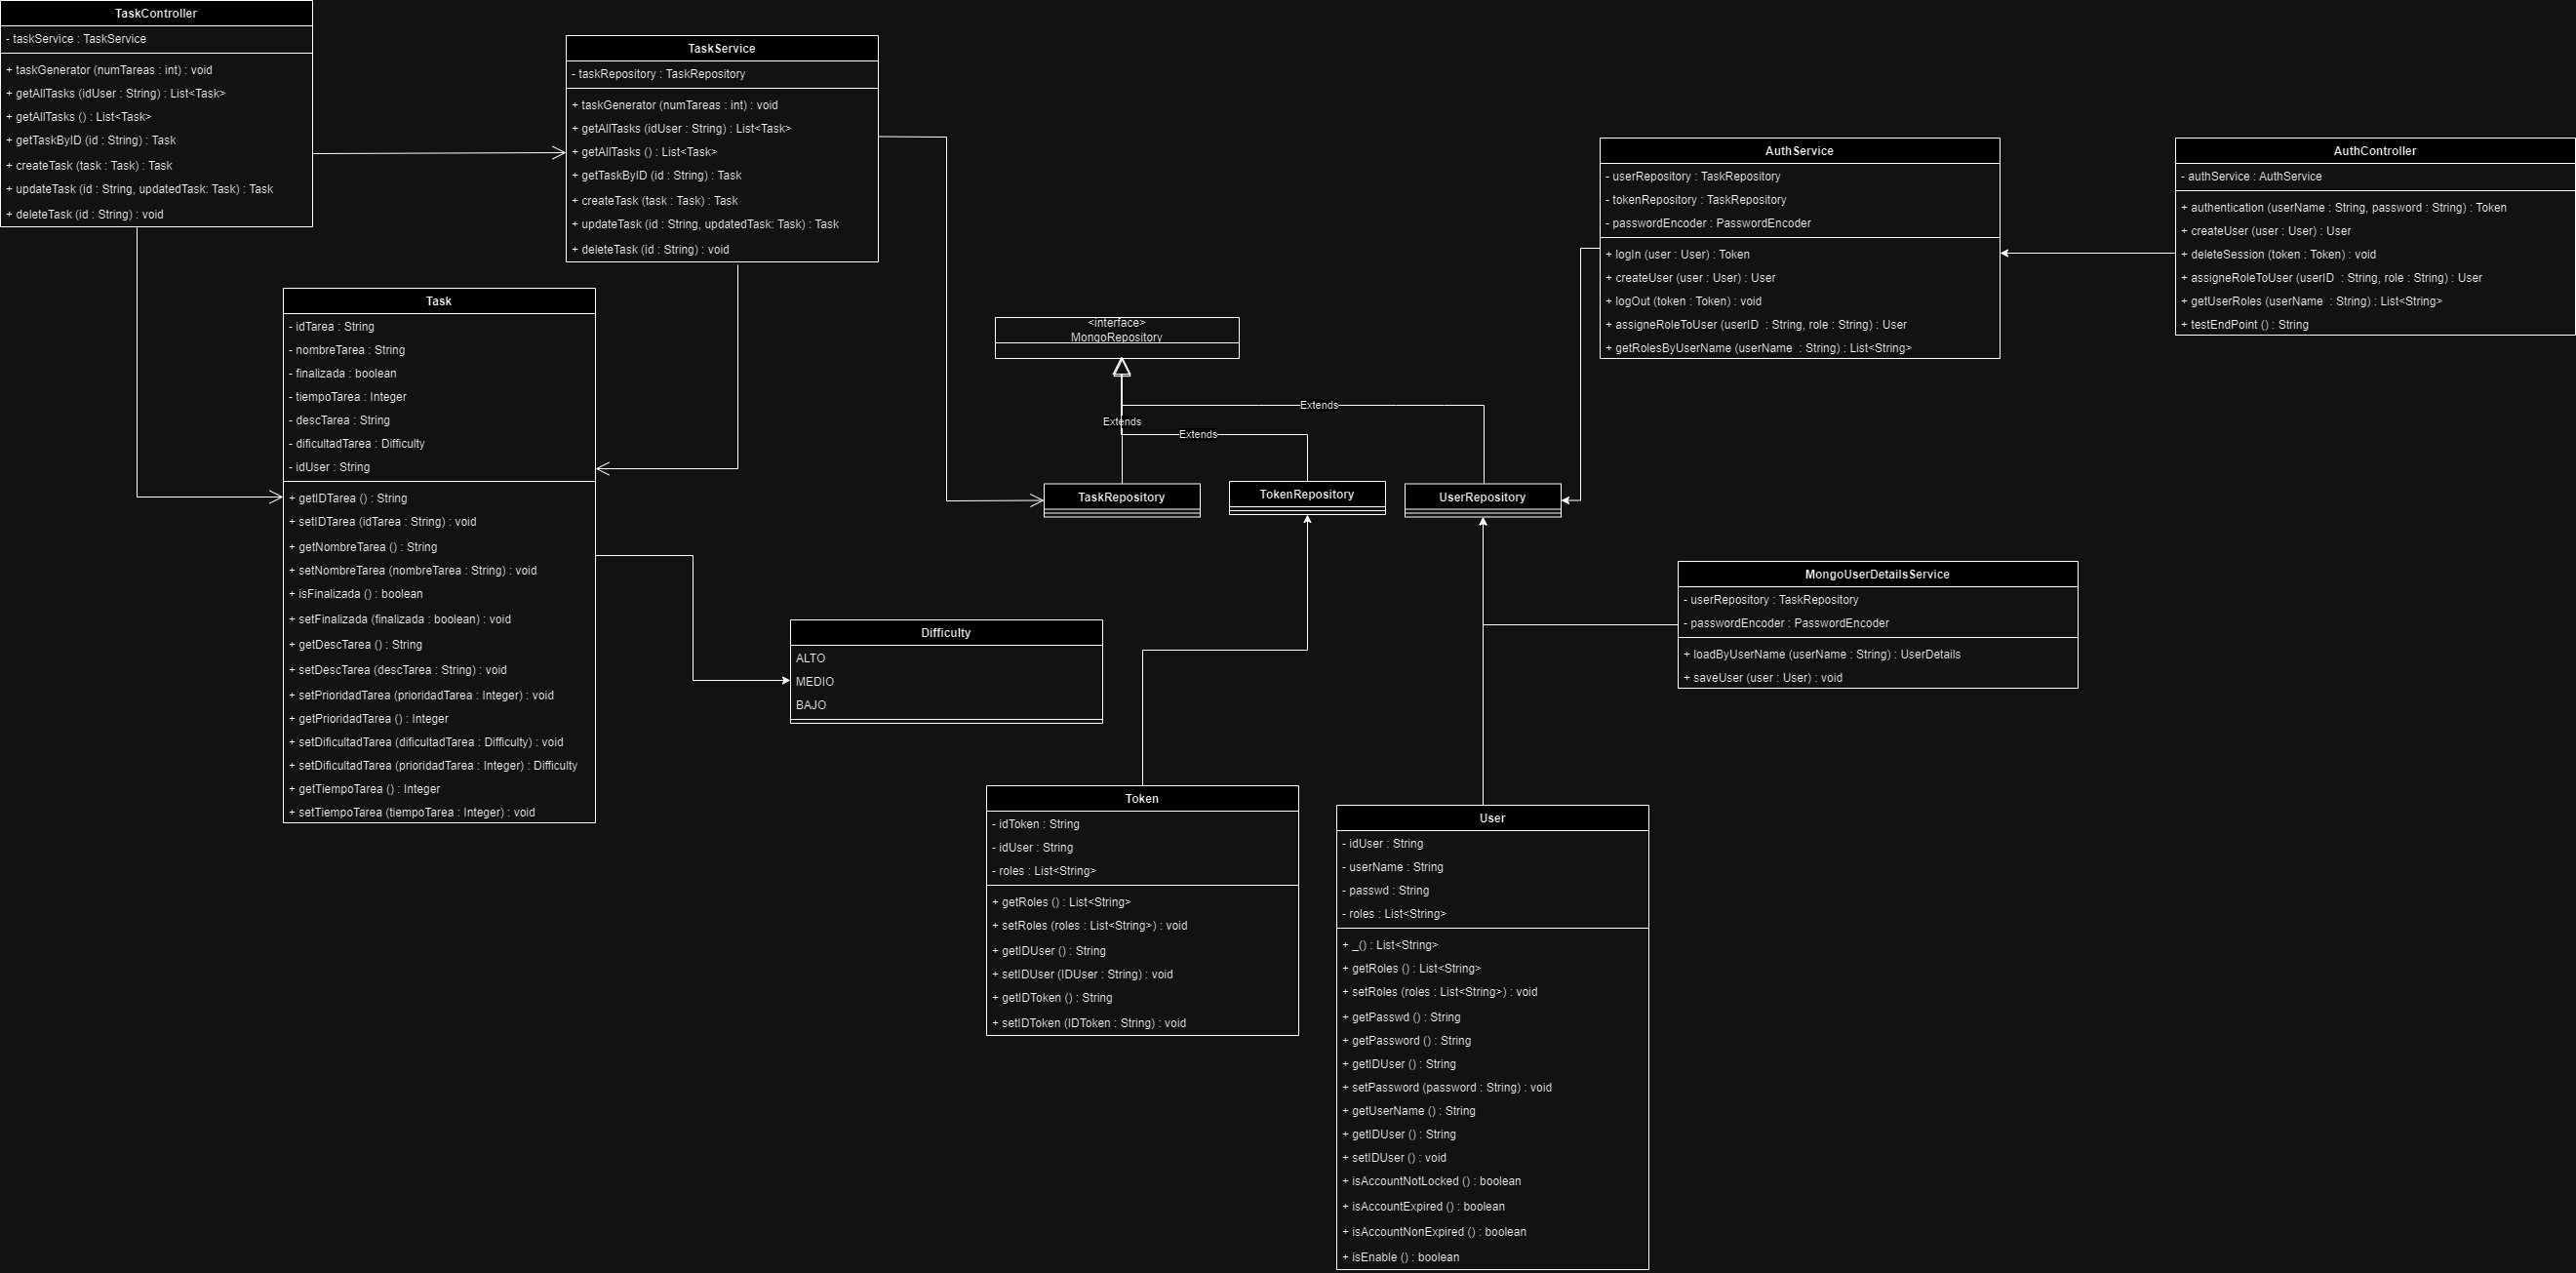 TaskController
- taskService : TaskService
+ taskGenerator (numTareas : int) : void
+ getAllTasks (idUser : String) : List<Task>
+ getAllTasks () : List<Task>
+ getTaskByID (id : String) : Task
+ createTask (task : Task) : Task
+ updateTask (id : String, updatedTask: Task) : Task
+ deleteTask (id : String) : void
TaskService
- taskRepository : TaskRepository
+ taskGenerator (numTareas : int) : void
+ getAllTasks (idUser : String) : List<Task>
+ getAllTasks () : List<Task>
+ getTaskByID (id : String) : Task
+ createTask (task : Task) : Task
+ updateTask (id : String, updatedTask: Task) : Task
+ deleteTask (id : String) : void
AuthService
- userRepository : TaskRepository
- tokenRepository : TaskRepository
- passwordEncoder : PasswordEncoder
+ logIn (user : User) : Token
+ createUser (user : User) : User
+ logOut (token : Token) : void
+ assigneRoleToUser (userID : String, role : String) : User
+ getRolesByUserName (userName : String) : List<String>
AuthController
- authService : AuthService
+ authentication (userName : String, password : String) : Token
+ createUser (user : User) : User
+ deleteSession (token : Token) : void
+ assigneRoleToUser (userID : String, role : String) : User
+ getUserRoles (userName : String) : List<String>
+ testEndPoint () : String
Task
- idTarea : String
- nombreTarea : String
- finalizada : boolean
- tiempoTarea : Integer
- descTarea : String
- dificultadTarea : Difficulty
- idUser : String
+ getIDTarea () : String
+ setIDTarea (idTarea : String) : void
+ getNombreTarea () : String
+ setNombreTarea (nombreTarea : String) : void
+ isFinalizada () : boolean
+ setFinalizada (finalizada : boolean) : void
+ getDescTarea () : String
+ setDescTarea (descTarea : String) : void
+ setPrioridadTarea (prioridadTarea : Integer) : void
+ getPrioridadTarea () : Integer
+ setDificultadTarea (dificultadTarea : Difficulty) : void
+ setDificultadTarea (prioridadTarea : Integer) : Difficulty
+ getTiempoTarea () : Integer
+ setTiempoTarea (tiempoTarea : Integer) : void
<interface>
MongoRepository
Extends
Extends
Extends
TaskRepository
TokenRepository
UserRepository
MongoUserDetailsService
- userRepository : TaskRepository
- passwordEncoder : PasswordEncoder
+ loadByUserName (userName : String) : UserDetails
+ saveUser (user : User) : void
Difficulty
ALTO
MEDIO
BAJO
Token
- idToken : String
- idUser : String
- roles : List<String>
+ getRoles () : List<String>
+ setRoles (roles : List<String>) : void
+ getIDUser () : String
+ setIDUser (IDUser : String) : void
+ getIDToken () : String
+ setIDToken (IDToken : String) : void
User
- idUser : String
- userName : String
- passwd : String
- roles : List<String>
+ _() : List<String>
+ getRoles () : List<String>
+ setRoles (roles : List<String>) : void
+ getPasswd () : String
+ getPassword () : String
+ getIDUser () : String
+ setPassword (password : String) : void
+ getUserName () : String
+ getIDUser () : String
+ setIDUser () : void
+ isAccountNotLocked () : boolean
+ isAccountExpired () : boolean
+ isAccountNonExpired () : boolean
+ isEnable () : boolean